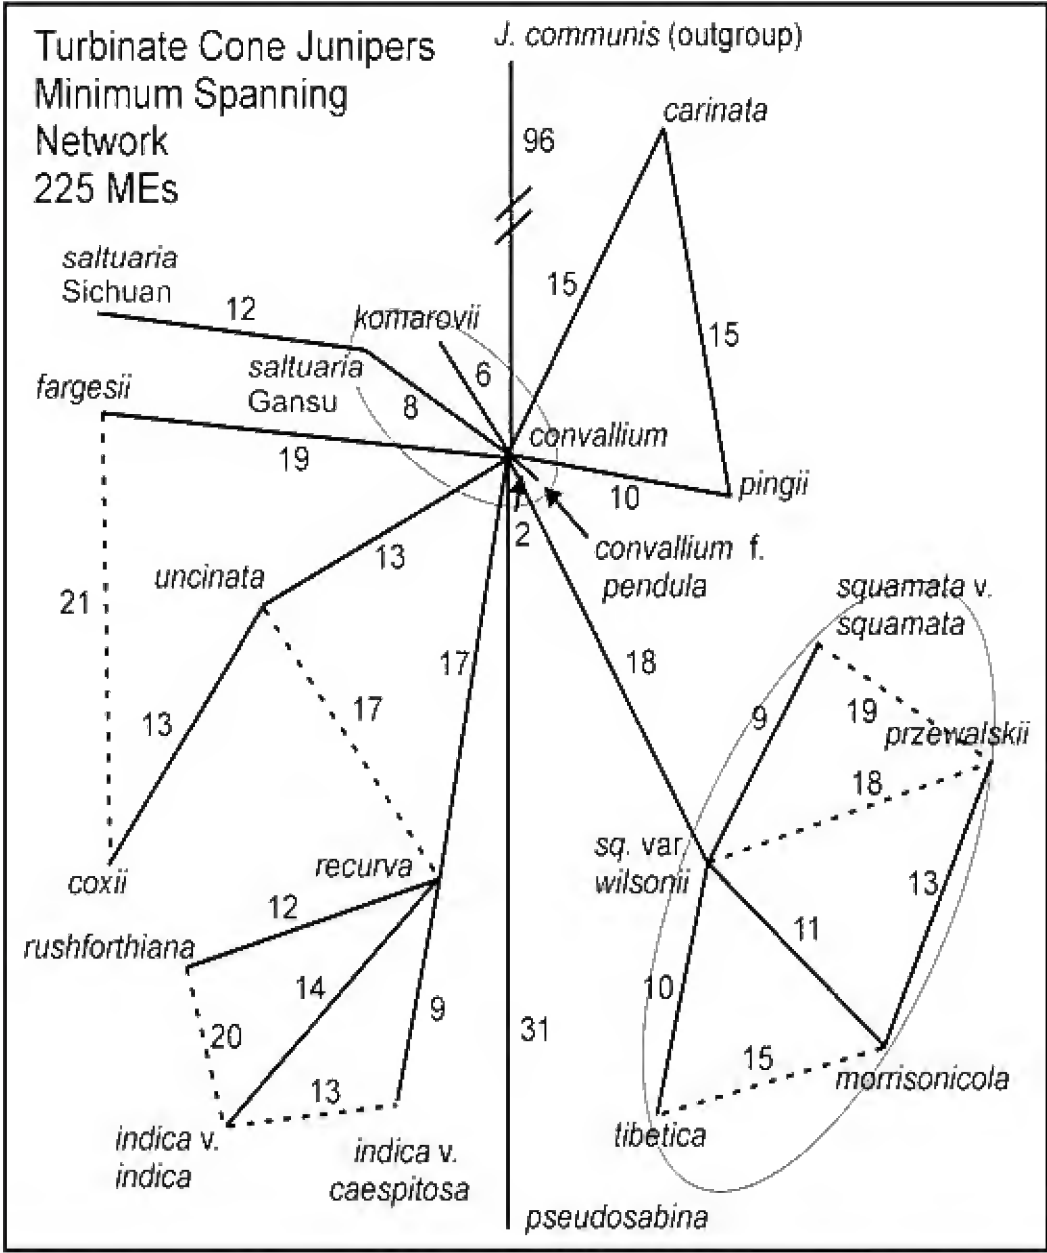 Turbinate Cone Junipers
Minimum Spanning
Network
225 MEs
J. communis (outgroup)
96
carinata
15
15
saltuaria
Sichuan
12
komarovii
saltuaria
Gansu
6
8
fargesii
19
convallium
10
pingii
2
convallium f.
pendula
13
uncinata
21
17
18
13
17
squamata v.
squamata
9
19
przewalskii
18
sq. var.
wilsonii
13
coxii
recurva
12
11
rushforthiana
14
9
10
20
31
13
15
morrisonicola
tibetica
indica v.
indica
indica v.
caespitosa
pseudosabina